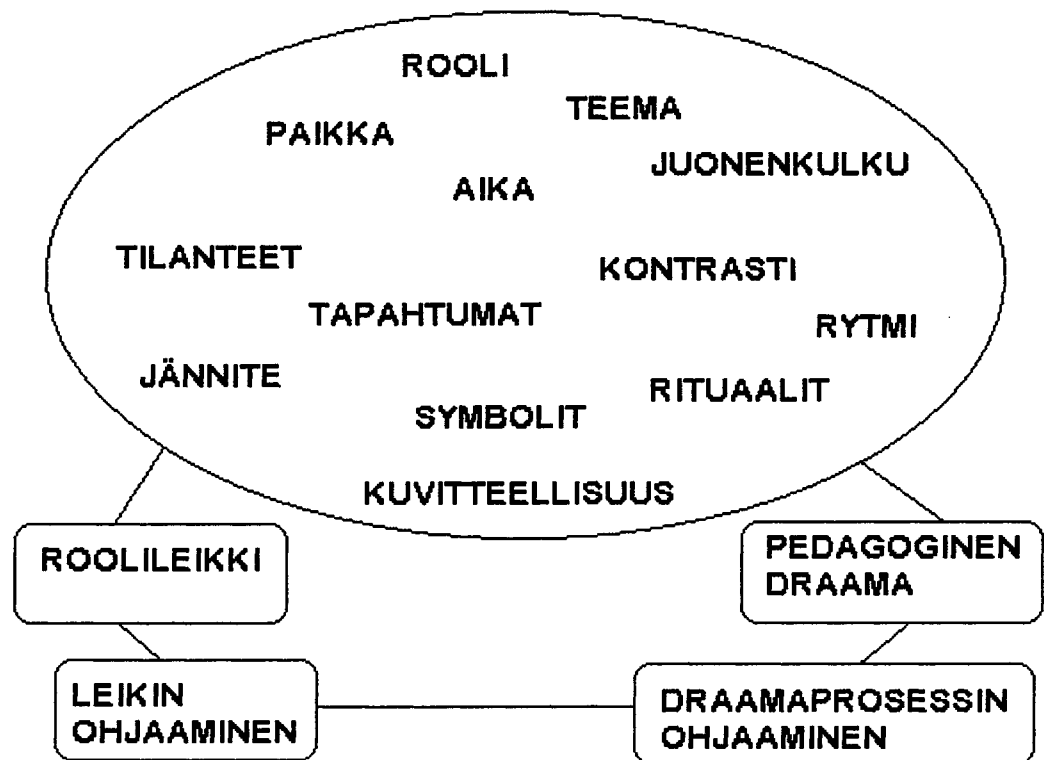 ROOLI
TEEMA
PAIKKA
JUONENKULKU
AIKA
TILANTEET
KONTRASTI
TAPAHTUMAT
RYTMI
JÄNNITE
RITUAALIT
SYMBOLIT
KUVITTEELLISUUS
ROOLILEIKKI
PEDAGOGINEN
DRAAMA
LEIKIN
OHJAAMINEN
DRAAMAPROSESSIN
OHJAAMINEN